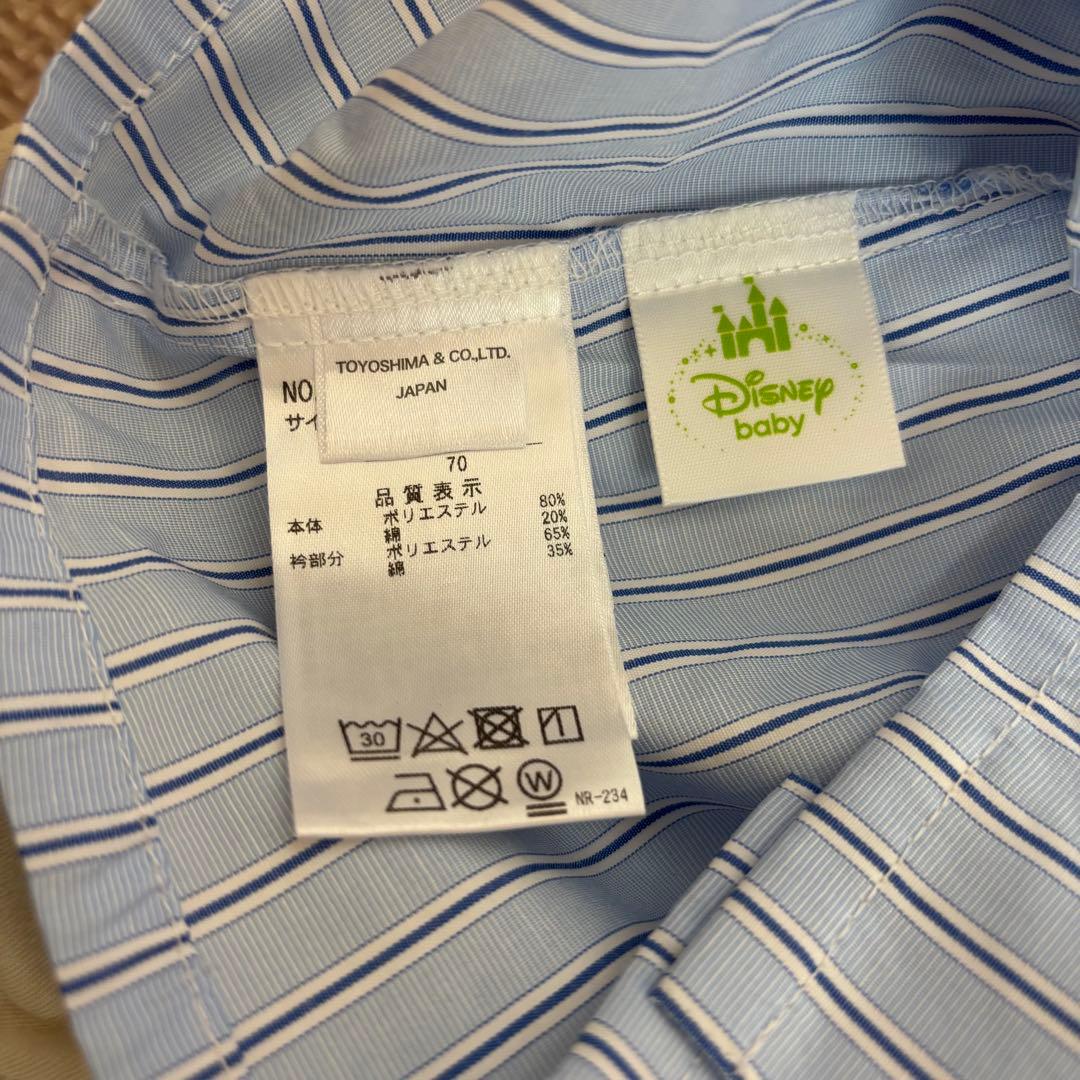 TOYOSHIMA & CO.,LTD.
JAPAN
NO
サイ
70
品質表示
本体 ポリエステル 80%
綿 20%
衿部分 ポリエステル 65%
綿 35%
30
W
NR-234
Disney
baby